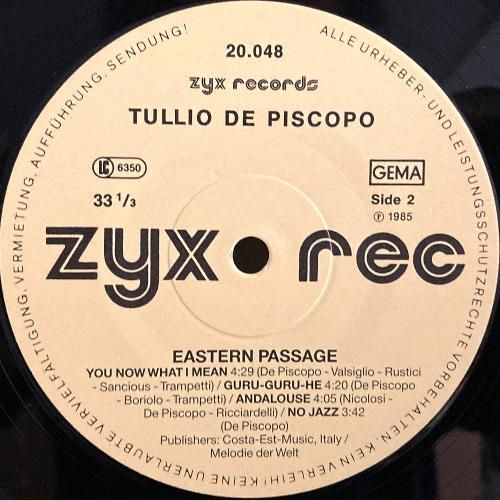 20.048
zyx records
TULLIO DE PISCOPO
LC 6350
GEMA
33 1/3
Side 2
℗ 1985
zyx rec
EASTERN PASSAGE
YOU NOW WHAT I MEAN 4:29 (De Piscopo - Valsiglio - Rustici
- Sancious - Trampetti) / GURU-GURU-HE 4:20 (De Piscopo
- Boriolo - Trampetti) / ANDALOUSE 4:05 (Nicolosi -
De Piscopo - Ricciardelli) / NO JAZZ 3:42
(De Piscopo)
Publishers: Costa-Est-Music, Italy /
Melodie der Welt
ALLE URHEBER- UND LEISTUNGSSCHUTZRECHTE VORBEHALTEN. KEIN VERLEIH! KEINE UNERLAUBTE VERVIELFÄLTIGUNG, VERMIETUNG, AUFFÜHRUNG, SENDUNG!